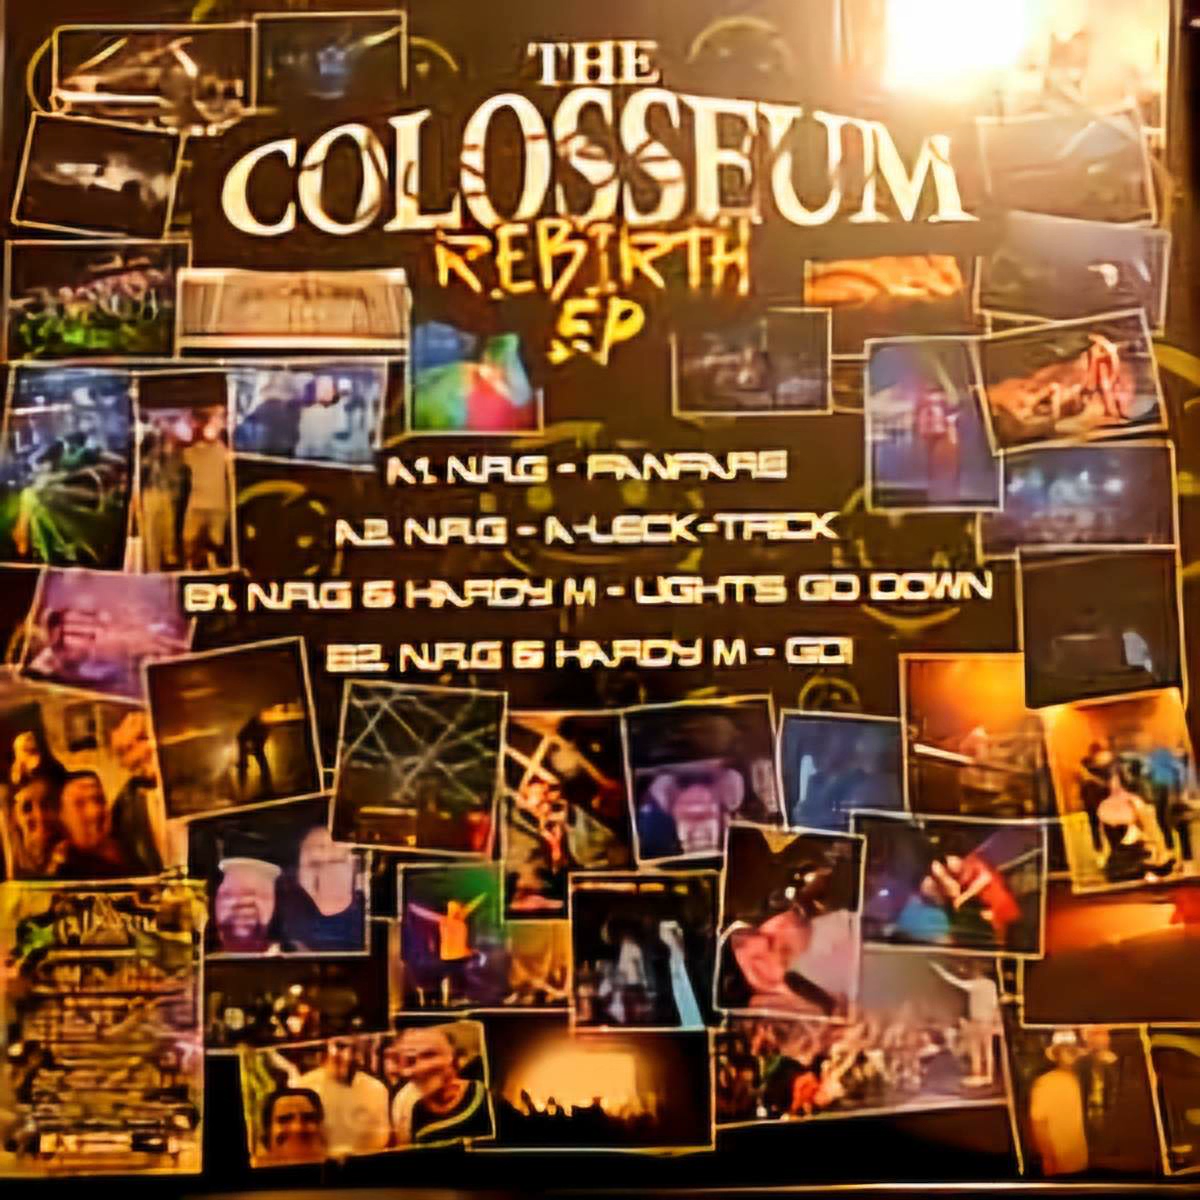 THE
COLOSSEUM
REBIRTH
EP
A1. N.R.G - FANFARE
A2. N.R.G - A-LECK-TRICK
B1. N.R.G & HARDY M - LIGHTS GO DOWN
B2. N.R.G & HARDY M - GO!